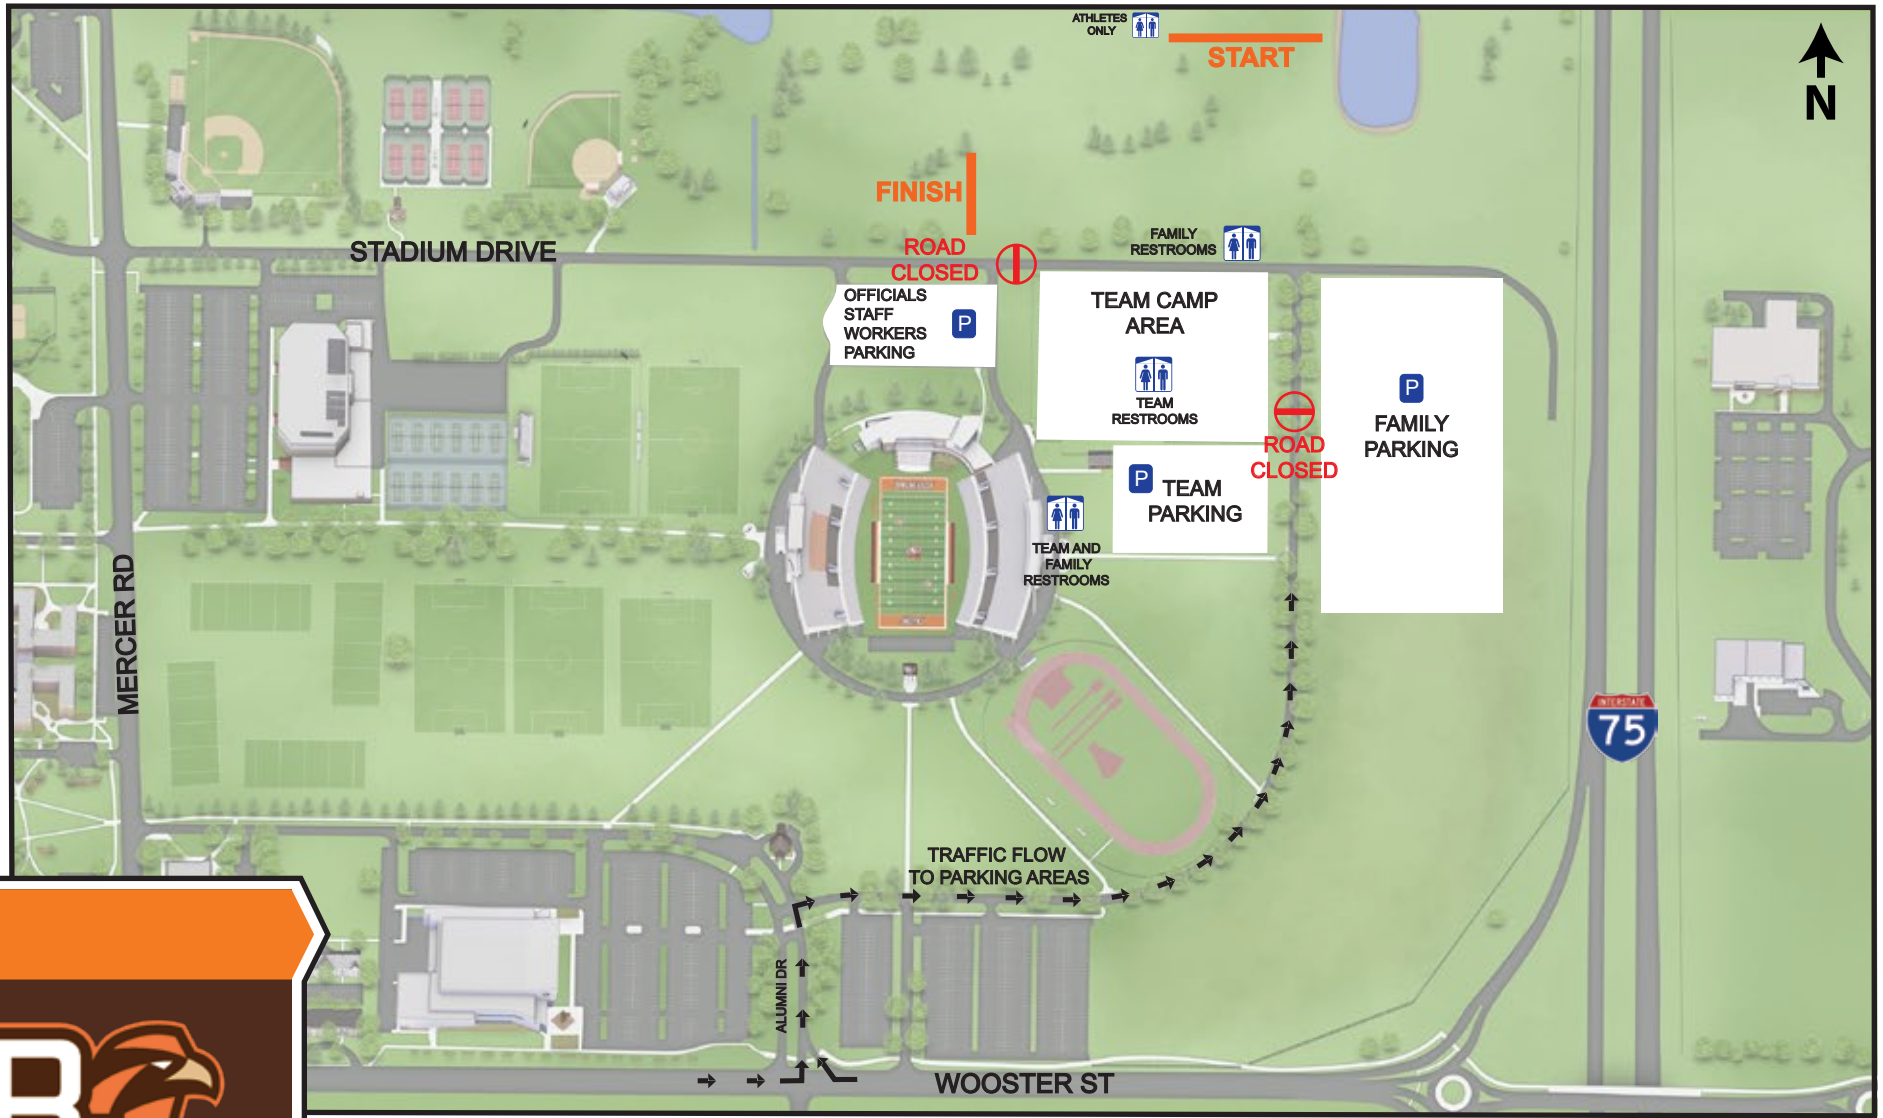 ATHLETES
ONLY
START
N
FINISH
STADIUM DRIVE
ROAD
CLOSED
FAMILY
RESTROOMS
OFFICIALS
STAFF
WORKERS
PARKING
P
TEAM CAMP
AREA
TEAM
RESTROOMS
P
FAMILY
PARKING
ROAD
CLOSED
P
TEAM
PARKING
TEAM AND
FAMILY
RESTROOMS
MERCER RD
INTERSTATE
75
TRAFFIC FLOW
TO PARKING AREAS
ALUMNI DR
WOOSTER ST
B